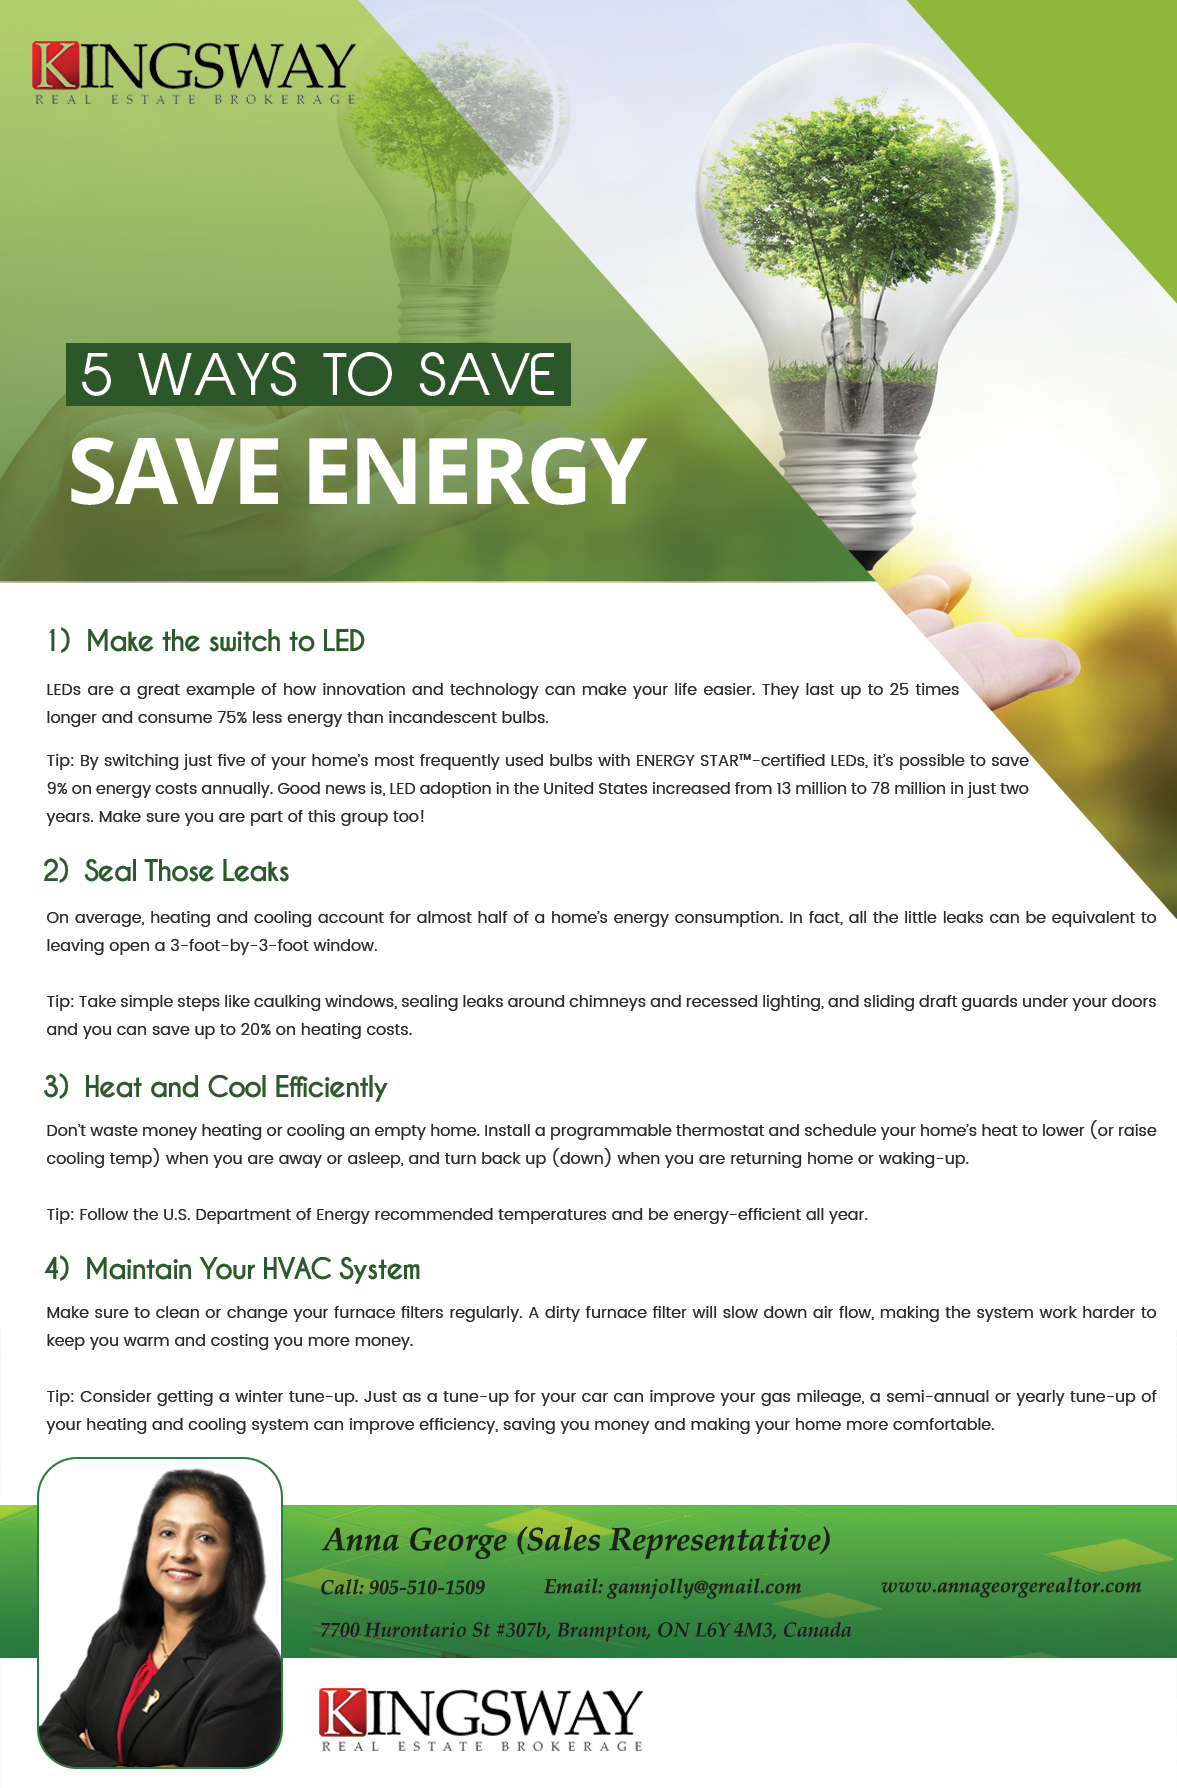 KINGSWAY
REAL ESTATE BROKERAGE
5 WAYS TO SAVE
SAVE ENERGY
1) Make the switch to LED
LEDs are a great example of how innovation and technology can make your life easier. They last up to 25 times
longer and consume 75% less energy than incandescent bulbs.
Tip: By switching just five of your home's most frequently used bulbs with ENERGY STAR™-certified LEDs, it's possible to save
9% on energy costs annually. Good news is, LED adoption in the United States increased from 13 million to 78 million in just two
years. Make sure you are part of this group too!
2) Seal Those Leaks
On average, heating and cooling account for almost half of a home's energy consumption. In fact, all the little leaks can be equivalent to
leaving open a 3-foot-by-3-foot window.
Tip: Take simple steps like caulking windows, sealing leaks around chimneys and recessed lighting, and sliding draft guards under your doors
and you can save up to 20% on heating costs.
3) Heat and Cool Efficiently
Don't waste money heating or cooling an empty home. Install a programmable thermostat and schedule your home's heat to lower (or raise
cooling temp) when you are away or asleep, and turn back up (down) when you are returning home or waking-up.
Tip: Follow the U.S. Department of Energy recommended temperatures and be energy-efficient all year.
4) Maintain Your HVAC System
Make sure to clean or change your furnace filters regularly. A dirty furnace filter will slow down air flow, making the system work harder to
keep you warm and costing you more money.
Tip: Consider getting a winter tune-up. Just as a tune-up for your car can improve your gas mileage, a semi-annual or yearly tune-up of
your heating and cooling system can improve efficiency, saving you money and making your home more comfortable.
Anna George (Sales Representative)
Call: 905-510-1509 Email: gannjolly@gmail.com www.annageorgerealtor.com
7700 Hurontario St #307b, Brampton, ON L6Y 4M3, Canada
KINGSWAY
REAL ESTATE BROKERAGE